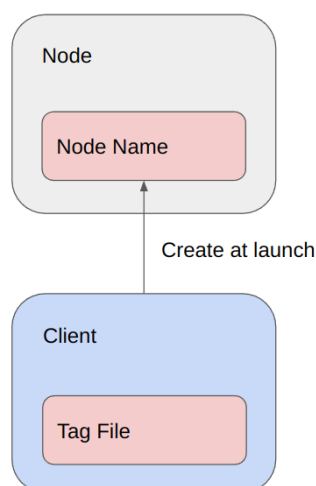 Node
Node Name
Create at launch
Client
Tag File